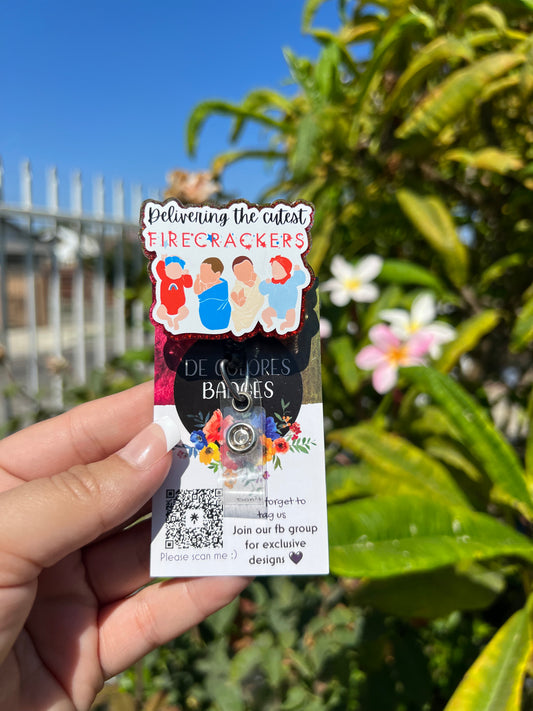 Delivering the cutest
FIRECRACKERS
DE COLORES
BADGES
Don't forget to
tag us
Join our fb group
for exclusive
designs 🖤
Please scan me :)